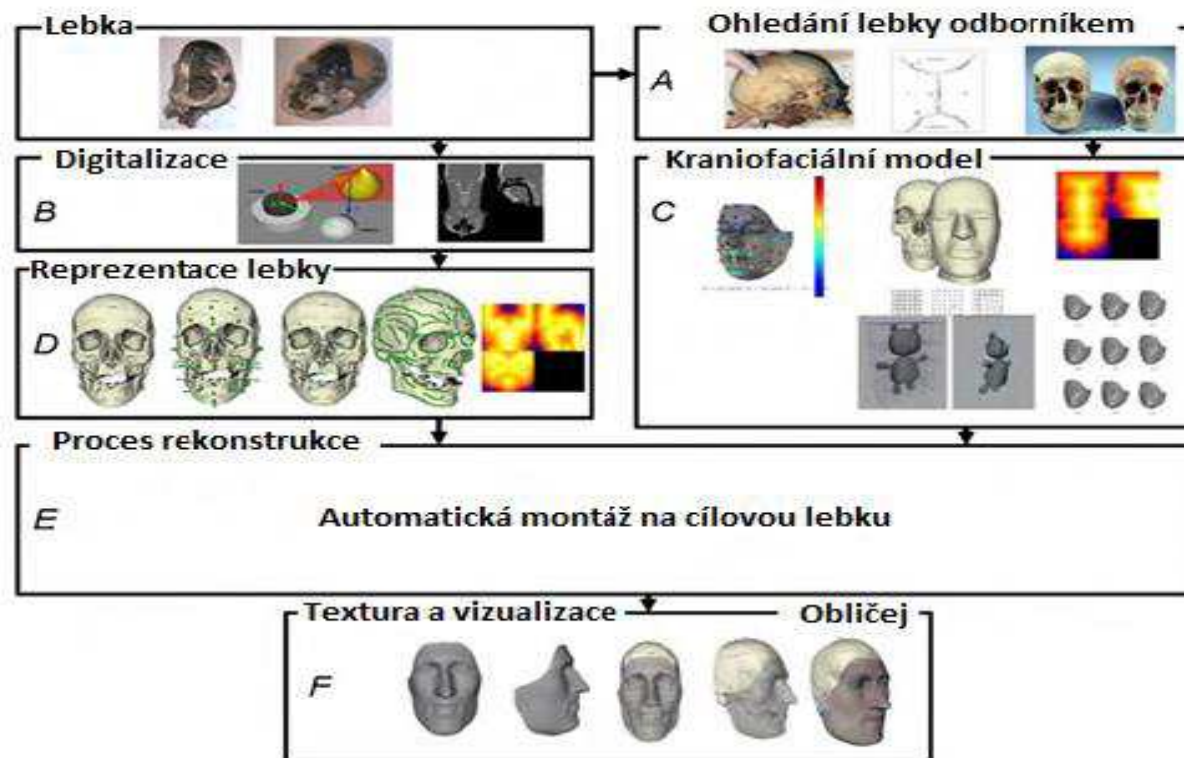 Lebka
Ohledání lebky odborníkem
A
Digitalizace
B
Kraniofaciální model
C
Reprezentace lebky
D
Proces rekonstrukce
E
Automatická montáž na cílovou lebku
Textura a vizualizace
Obličej
F